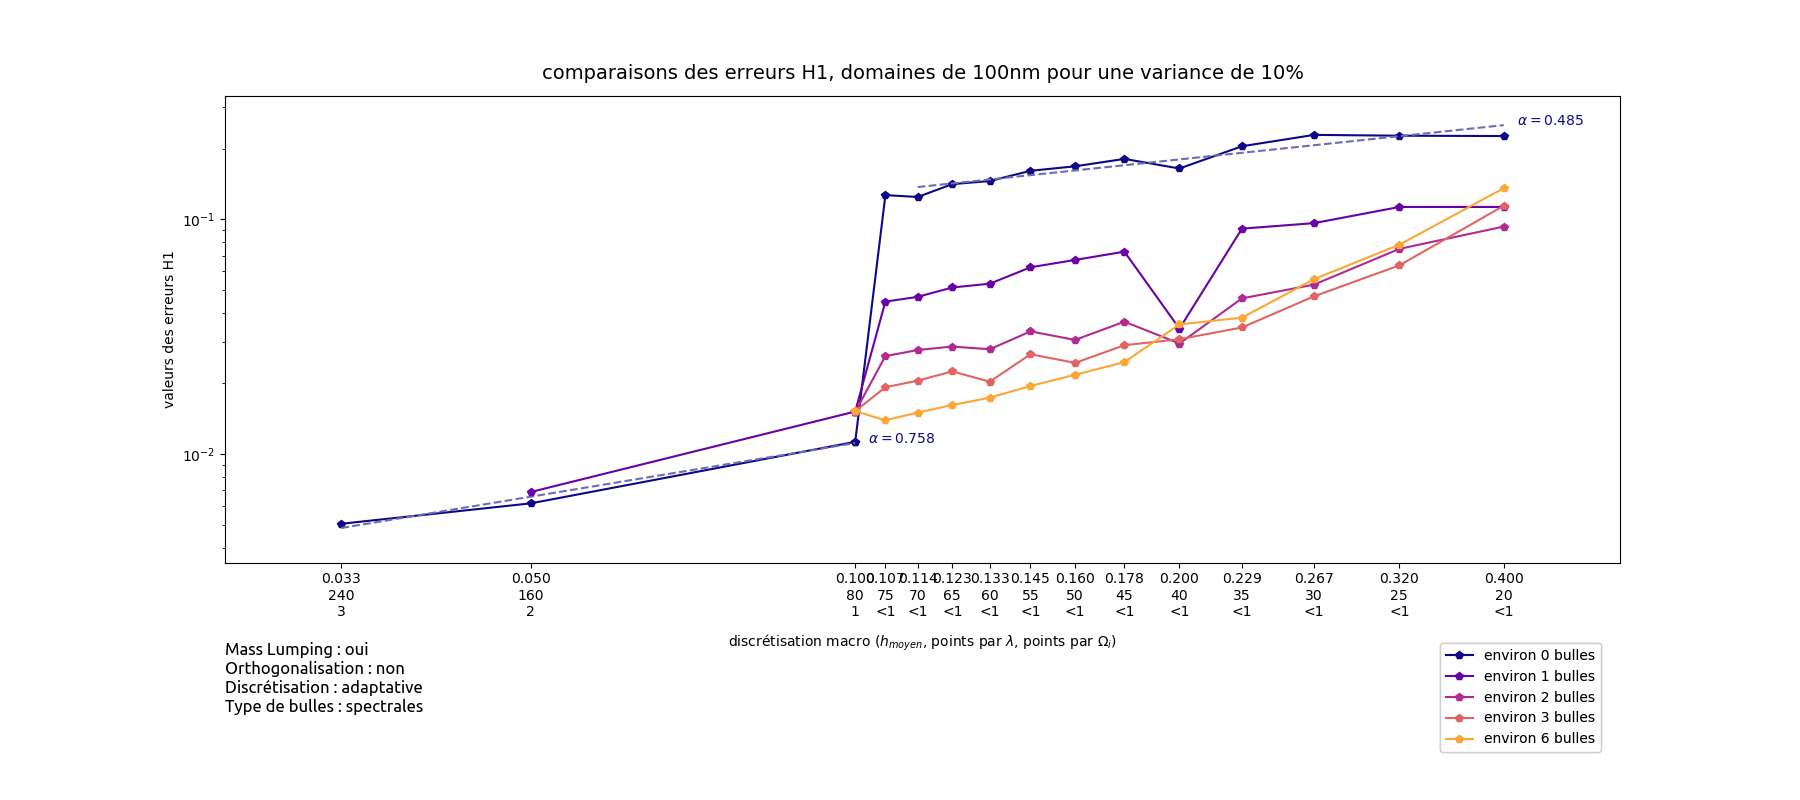 comparaisons des erreurs H1, domaines de 100nm pour une variance de 10%
α = 0.485
10⁻¹
valeurs des erreurs H1
α = 0.758
10⁻²
0.033 0.050 0.100 0.107 0.114 0.123 0.133 0.145 0.160 0.178 0.200 0.229 0.267 0.320 0.400
240 160 80 75 70 65 60 55 50 45 40 35 30 25 20
3 2 1 <1 <1 <1 <1 <1 <1 <1 <1 <1 <1 <1 <1
discrétisation macro (h_moyen, points par λ, points par Ω_i)
Mass Lumping : oui
Orthogonalisation : non
Discrétisation : adaptative
Type de bulles : spectrales
environ 0 bulles
environ 1 bulles
environ 2 bulles
environ 3 bulles
environ 6 bulles